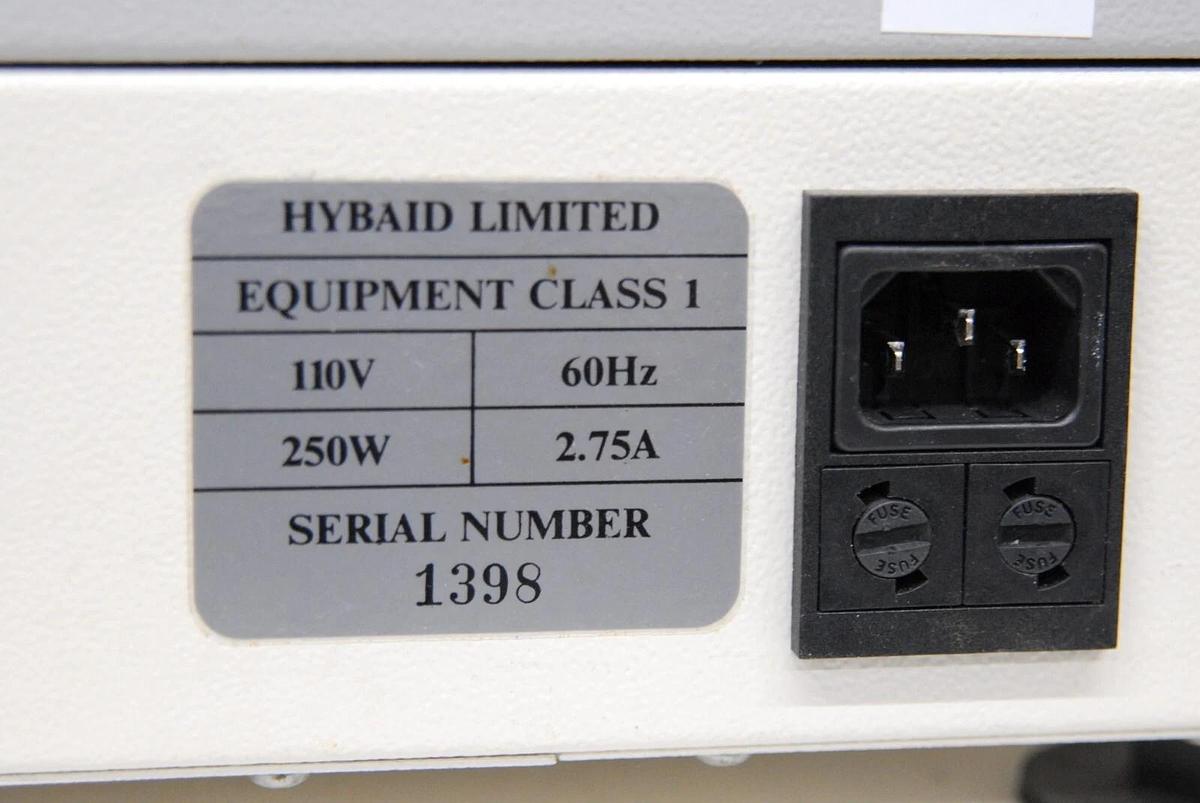 HYBAID LIMITED
EQUIPMENT CLASS 1
110V 60Hz
250W 2.75A
SERIAL NUMBER
1398
FUSE FUSE
FUSE FUSE